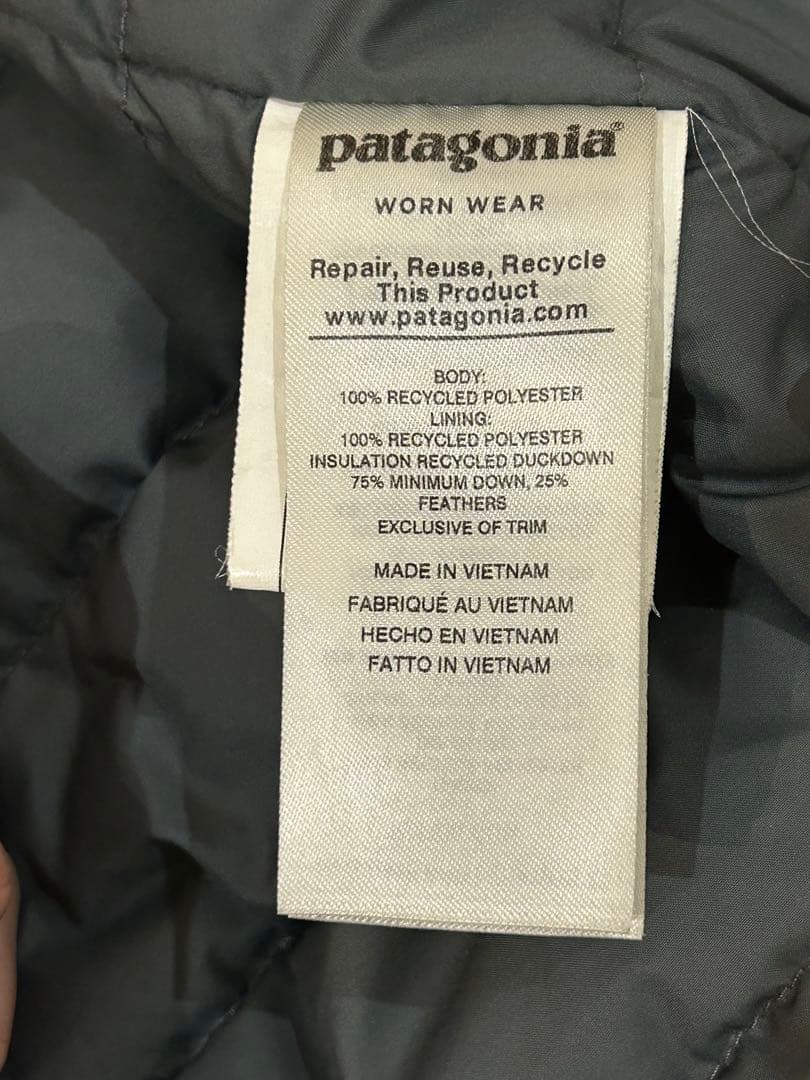 patagonia®
WORN WEAR
Repair, Reuse, Recycle
This Product
www.patagonia.com
BODY:
100% RECYCLED POLYESTER
LINING:
100% RECYCLED POLYESTER
INSULATION RECYCLED DUCKDOWN
75% MINIMUM DOWN, 25%
FEATHERS
EXCLUSIVE OF TRIM
MADE IN VIETNAM
FABRIQUÉ AU VIETNAM
HECHO EN VIETNAM
FATTO IN VIETNAM